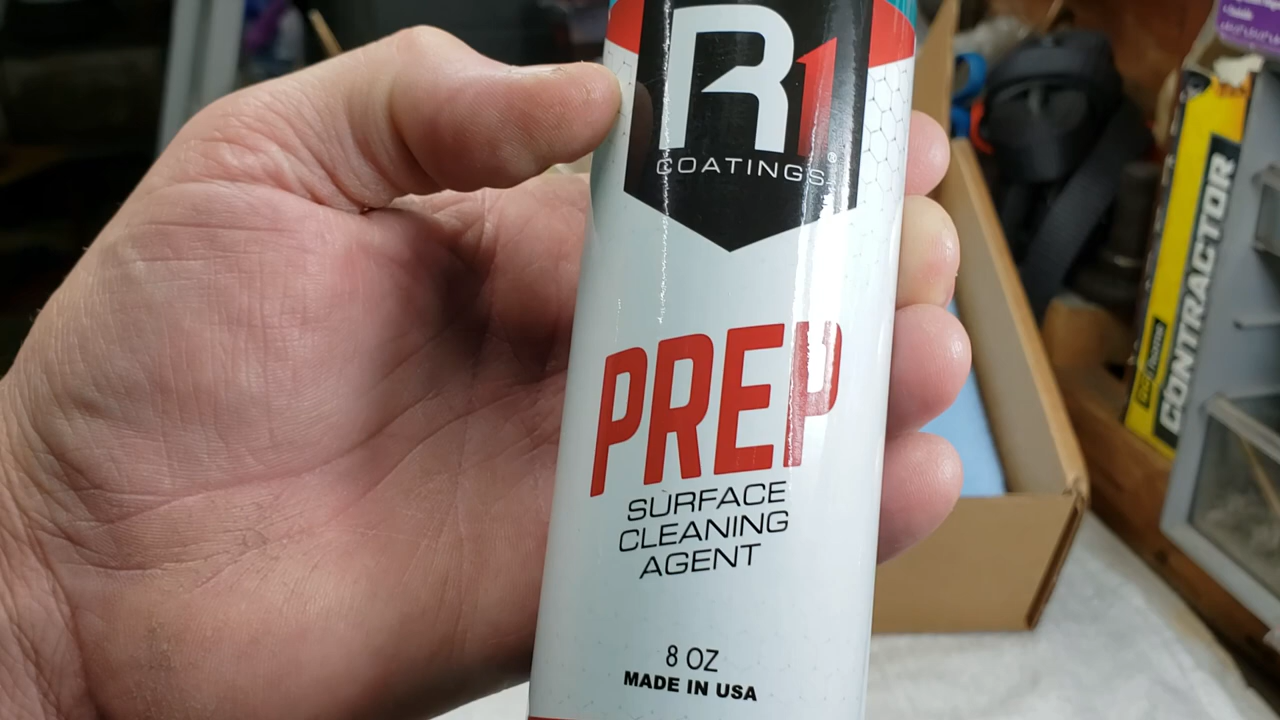 R1
COATINGS®
PREP
SURFACE
CLEANING
AGENT
8 OZ
MADE IN USA
CONTRACTOR